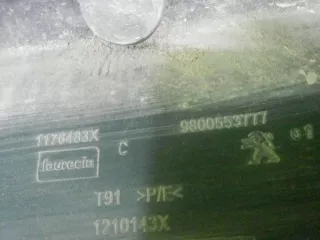 1176483X 9800553777
faurecia C
T91 >P/E<
1210143X